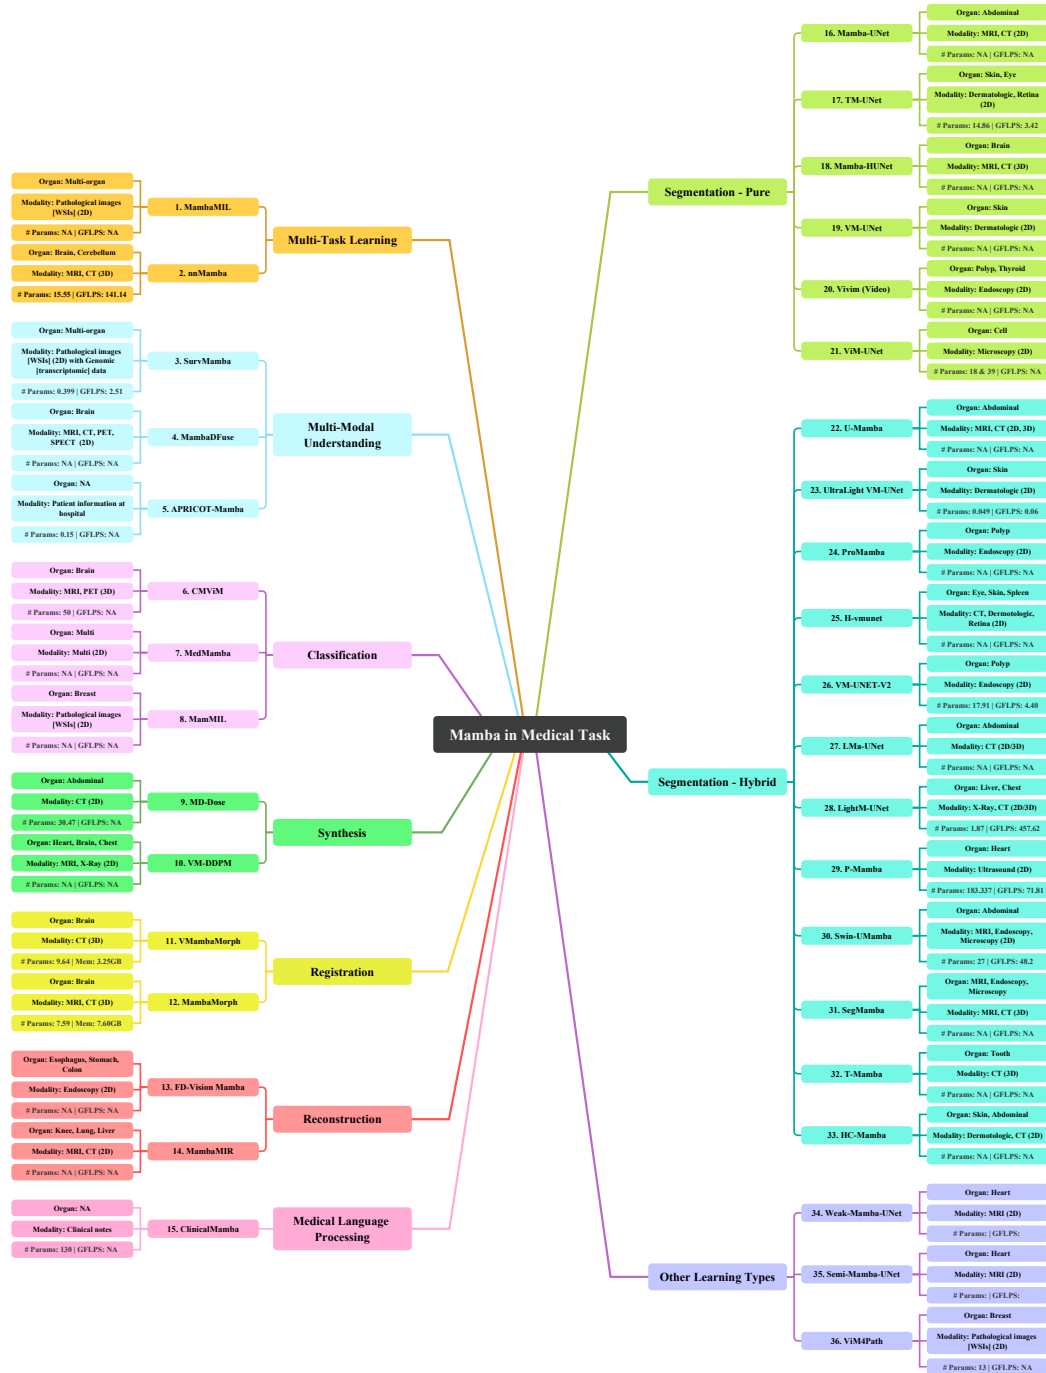 Mamba in Medical Task
Multi-Task Learning
1. MambaMIL
Organ: Multi-organ
Modality: Pathological images
[WSIs] (2D)
# Params: NA | GFLPS: NA
2. nnMamba
Organ: Brain, Cerebellum
Modality: MRI, CT (3D)
# Params: 15.55 | GFLPS: 141.14
Multi-Modal
Understanding
3. SurvMamba
Organ: Multi-organ
Modality: Pathological images
[WSIs] (2D) with Genomic
[transcriptomic] data
# Params: 0.399 | GFLPS: 2.51
4. MambaDFuse
Organ: Brain
Modality: MRI, CT, PET,
SPECT (2D)
# Params: NA | GFLPS: NA
5. APRICOT-Mamba
Organ: NA
Modality: Patient information at
hospital
# Params: 0.15 | GFLPS: NA
Classification
6. CMViM
Organ: Brain
Modality: MRI, PET (3D)
# Params: 50 | GFLPS: NA
7. MedMamba
Organ: Multi
Modality: Multi (2D)
# Params: NA | GFLPS: NA
8. MamMIL
Organ: Breast
Modality: Pathological images
[WSIs] (2D)
# Params: NA | GFLPS: NA
Synthesis
9. MD-Dose
Organ: Abdominal
Modality: CT (2D)
# Params: 30.47 | GFLPS: NA
10. VM-DDPM
Organ: Heart, Brain, Chest
Modality: MRI, X-Ray (2D)
# Params: NA | GFLPS: NA
Registration
11. VMambaMorph
Organ: Brain
Modality: CT (3D)
# Params: 9.64 | Mem: 3.25GB
12. MambaMorph
Organ: Brain
Modality: MRI, CT (3D)
# Params: 7.59 | Mem: 7.60GB
Reconstruction
13. FD-Vision Mamba
Organ: Esophagus, Stomach,
Colon
Modality: Endoscopy (2D)
# Params: NA | GFLPS: NA
14. MambaMIR
Organ: Knee, Lung, Liver
Modality: MRI, CT (2D)
# Params: NA | GFLPS: NA
Medical Language
Processing
15. ClinicalMamba
Organ: NA
Modality: Clinical notes
# Params: 130 | GFLPS: NA
Segmentation - Pure
16. Mamba-UNet
Organ: Abdominal
Modality: MRI, CT (2D)
# Params: NA | GFLPS: NA
17. TM-UNet
Organ: Skin, Eye
Modality: Dermatologic, Retina
(2D)
# Params: 14.86 | GFLPS: 3.42
18. Mamba-HUNet
Organ: Brain
Modality: MRI, CT (3D)
# Params: NA | GFLPS: NA
19. VM-UNet
Organ: Skin
Modality: Dermatologic (2D)
# Params: NA | GFLPS: NA
20. Vivim (Video)
Organ: Polyp, Thyroid
Modality: Endoscopy (2D)
# Params: NA | GFLPS: NA
21. ViM-UNet
Organ: Cell
Modality: Microscopy (2D)
# Params: 18 & 39 | GFLPS: NA
Segmentation - Hybrid
22. U-Mamba
Organ: Abdominal
Modality: MRI, CT (2D, 3D)
# Params: NA | GFLPS: NA
23. UltraLight VM-UNet
Organ: Skin
Modality: Dermatologic (2D)
# Params: 0.049 | GFLPS: 0.06
24. ProMamba
Organ: Polyp
Modality: Endoscopy (2D)
# Params: NA | GFLPS: NA
25. H-vmunet
Organ: Eye, Skin, Spleen
Modality: CT, Dermotologic,
Retina (2D)
# Params: NA | GFLPS: NA
26. VM-UNET-V2
Organ: Polyp
Modality: Endoscopy (2D)
# Params: 17.91 | GFLPS: 4.40
27. LMa-UNet
Organ: Abdominal
Modality: CT (2D/3D)
# Params: NA | GFLPS: NA
28. LightM-UNet
Organ: Liver, Chest
Modality: X-Ray, CT (2D/3D)
# Params: 1.87 | GFLPS: 457.62
29. P-Mamba
Organ: Heart
Modality: Ultrasound (2D)
# Params: 183.337 | GFLPS: 71.81
30. Swin-UMamba
Organ: Abdominal
Modality: MRI, Endoscopy,
Microscopy (2D)
# Params: 27 | GFLPS: 48.2
31. SegMamba
Organ: MRI, Endoscopy,
Microscopy
Modality: MRI, CT (3D)
# Params: NA | GFLPS: NA
32. T-Mamba
Organ: Tooth
Modality: CT (3D)
# Params: NA | GFLPS: NA
33. HC-Mamba
Organ: Skin, Abdominal
Modality: Dermotologic, CT (2D)
# Params: NA | GFLPS: NA
Other Learning Types
34. Weak-Mamba-UNet
Organ: Heart
Modality: MRI (2D)
# Params: | GFLPS:
35. Semi-Mamba-UNet
Organ: Heart
Modality: MRI (2D)
# Params: | GFLPS:
36. ViM4Path
Organ: Breast
Modality: Pathological images
[WSIs] (2D)
# Params: 13 | GFLPS: NA